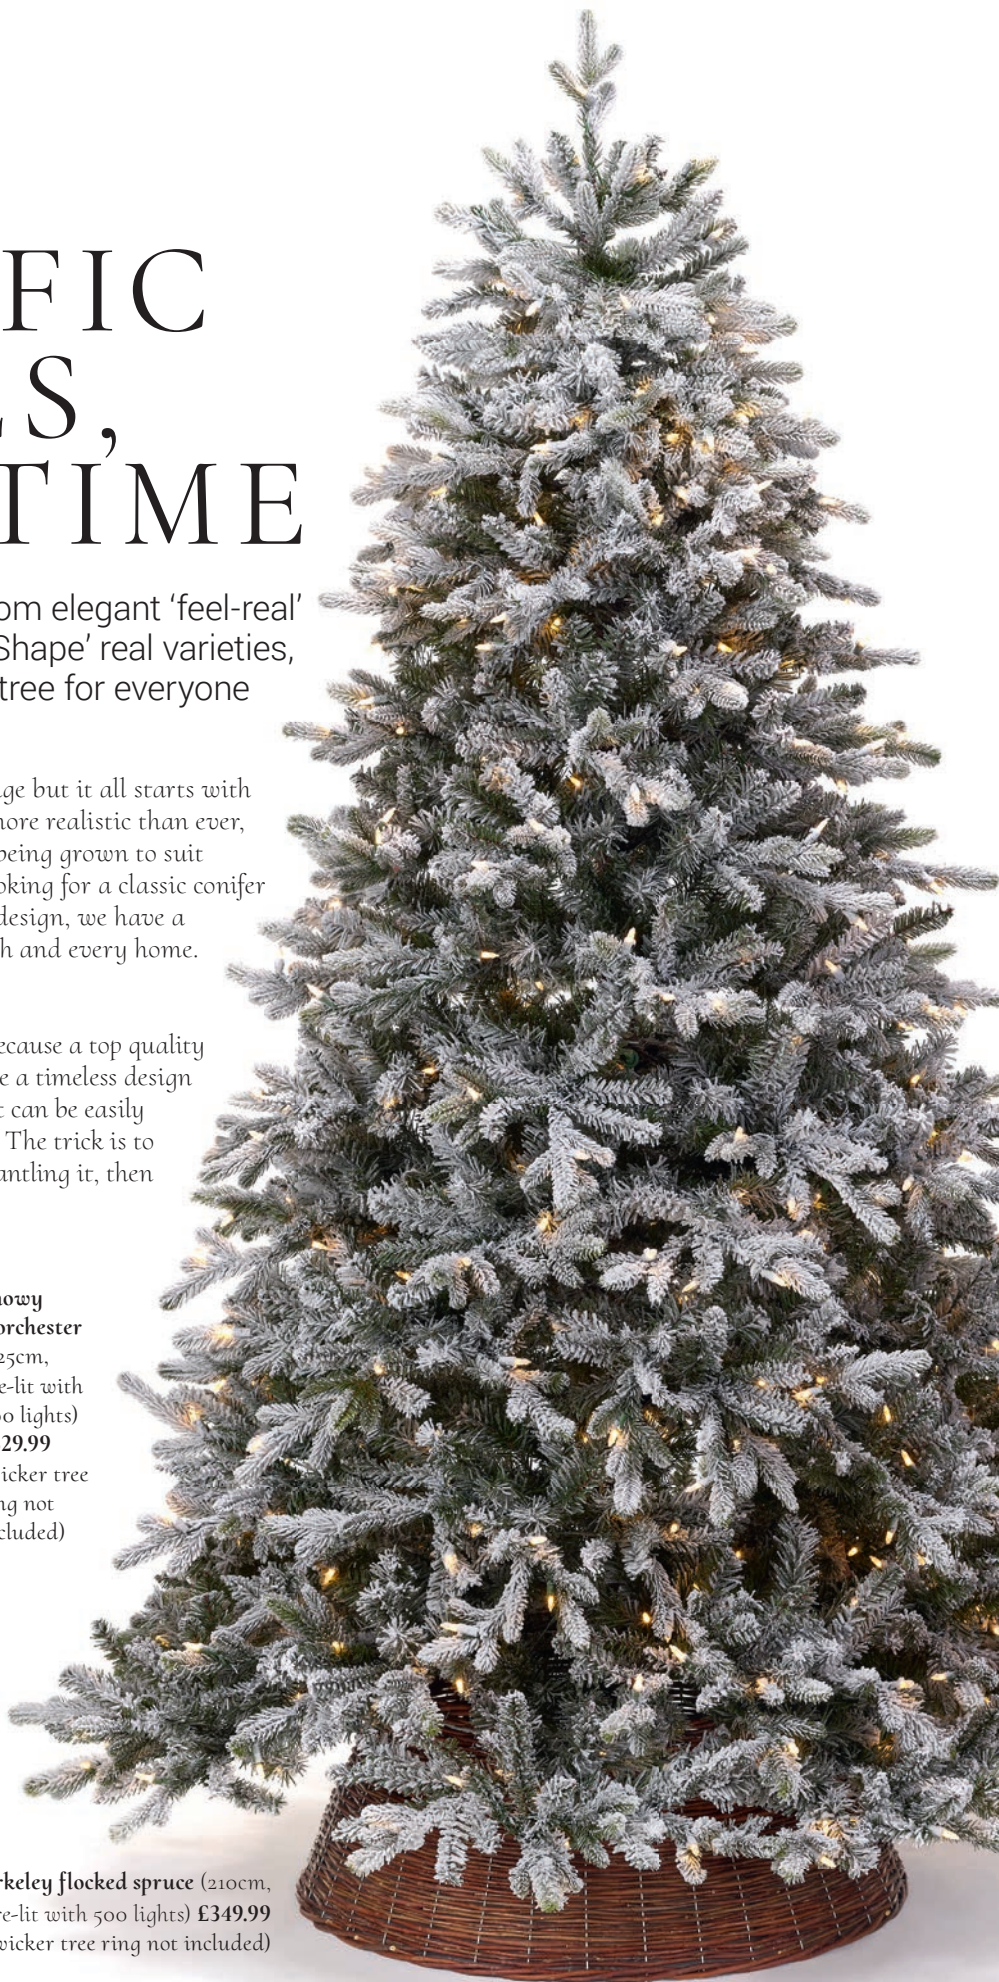 FIC
S,
TIME
om elegant ‘feel-real’
Shape’ real varieties,
tree for everyone
ge but it all starts with
more realistic than ever,
being grown to suit
oking for a classic conifer
design, we have a
h and every home.
ecause a top quality
e a timeless design
t can be easily
The trick is to
antling it, then
nowy
orchester
25cm,
e-lit with
00 lights)
29.99
icker tree
ng not
cluded)
rkeley flocked spruce (210cm,
re-lit with 500 lights) £349.99
wicker tree ring not included)